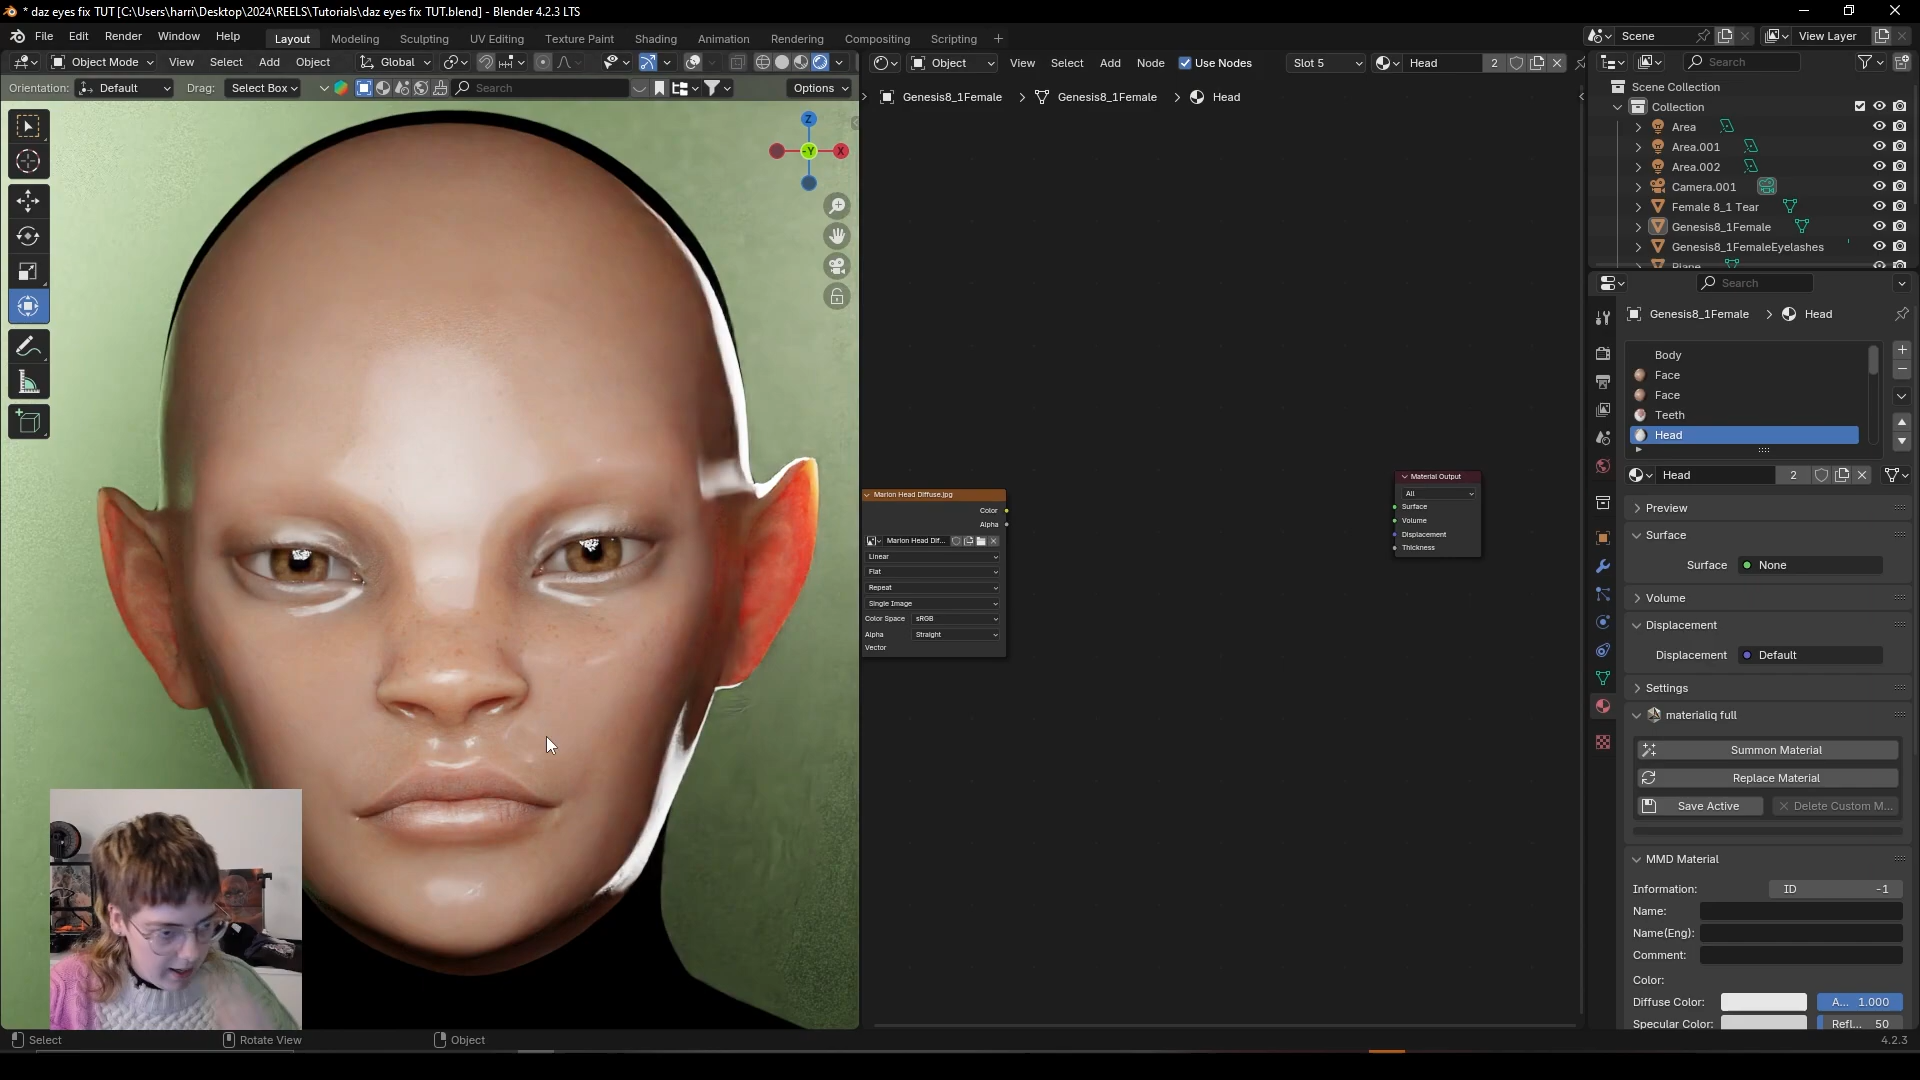 * daz eyes fix TUT [C:\Users\harri\Desktop\2024\REELS\Tutorials\daz eyes fix TUT.blend] - Blender 4.2.3 LTS
File Edit Render Window Help Layout Modeling Sculpting UV Editing Texture Paint Shading Animation Rendering Compositing Scripting + Scene View Layer
Object Mode View Select Add Object Global Object View Select Add Node Use Nodes Slot 5 Head 2 Search
Orientation: Default Drag: Select Box Search Options
Genesis8_1Female > Genesis8_1Female > Head
Z
-Y
X
Marion Head Diffuse.jpg
Color
Alpha
Marion Head Dif...
Linear
Flat
Repeat
Single Image
Color Space sRGB
Alpha Straight
Vector
Material Output
All
Surface
Volume
Displacement
Thickness
Scene Collection
Collection
Area
Area.001
Area.002
Camera.001
Female 8_1 Tear
Genesis8_1Female
Genesis8_1FemaleEyelashes
Plane
Search
Genesis8_1Female > Head
Body
Face
Face
Teeth
Head
Head 2
Preview
Surface
Surface None
Volume
Displacement
Displacement Default
Settings
materialiq full
Summon Material
Replace Material
Save Active Delete Custom M...
MMD Material
Information: ID -1
Name:
Name(Eng):
Comment:
Color:
Diffuse Color: A... 1.000
Specular Color: Refl... 50
Select Rotate View Object 4.2.3